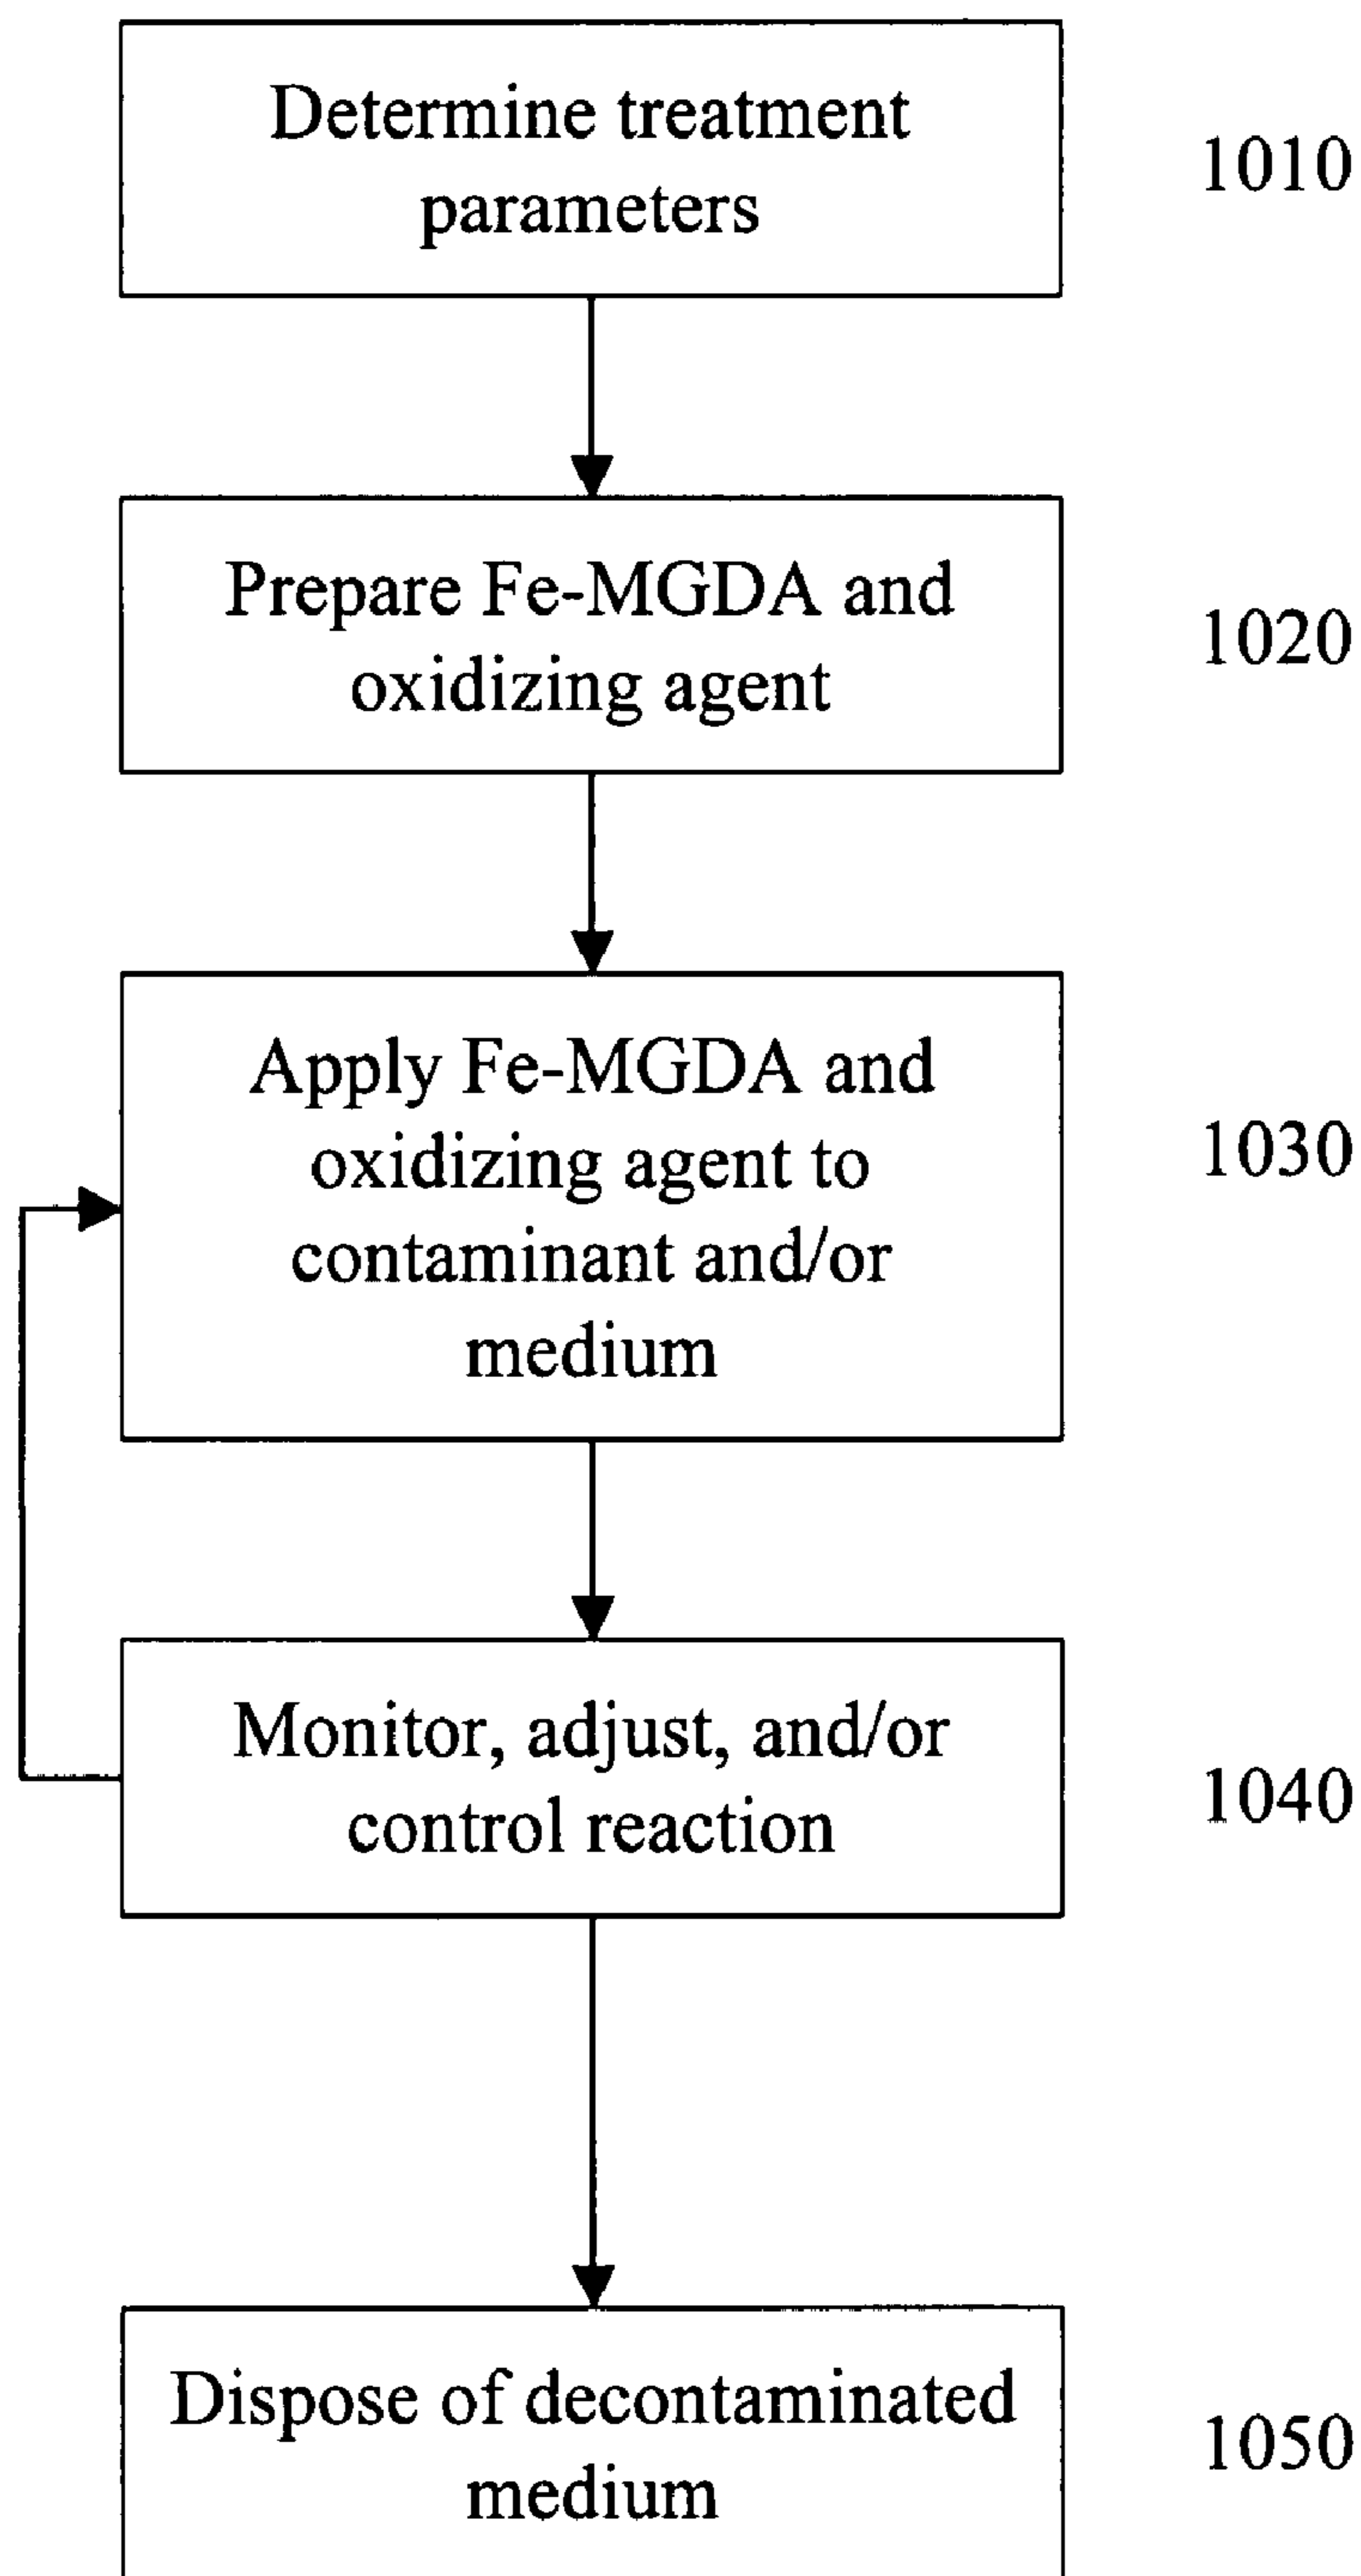 Determine treatment
parameters
1010
Prepare Fe-MGDA and
oxidizing agent
1020
Apply Fe-MGDA and
oxidizing agent to
contaminant and/or
medium
1030
Monitor, adjust, and/or
control reaction
1040
Dispose of decontaminated
medium
1050